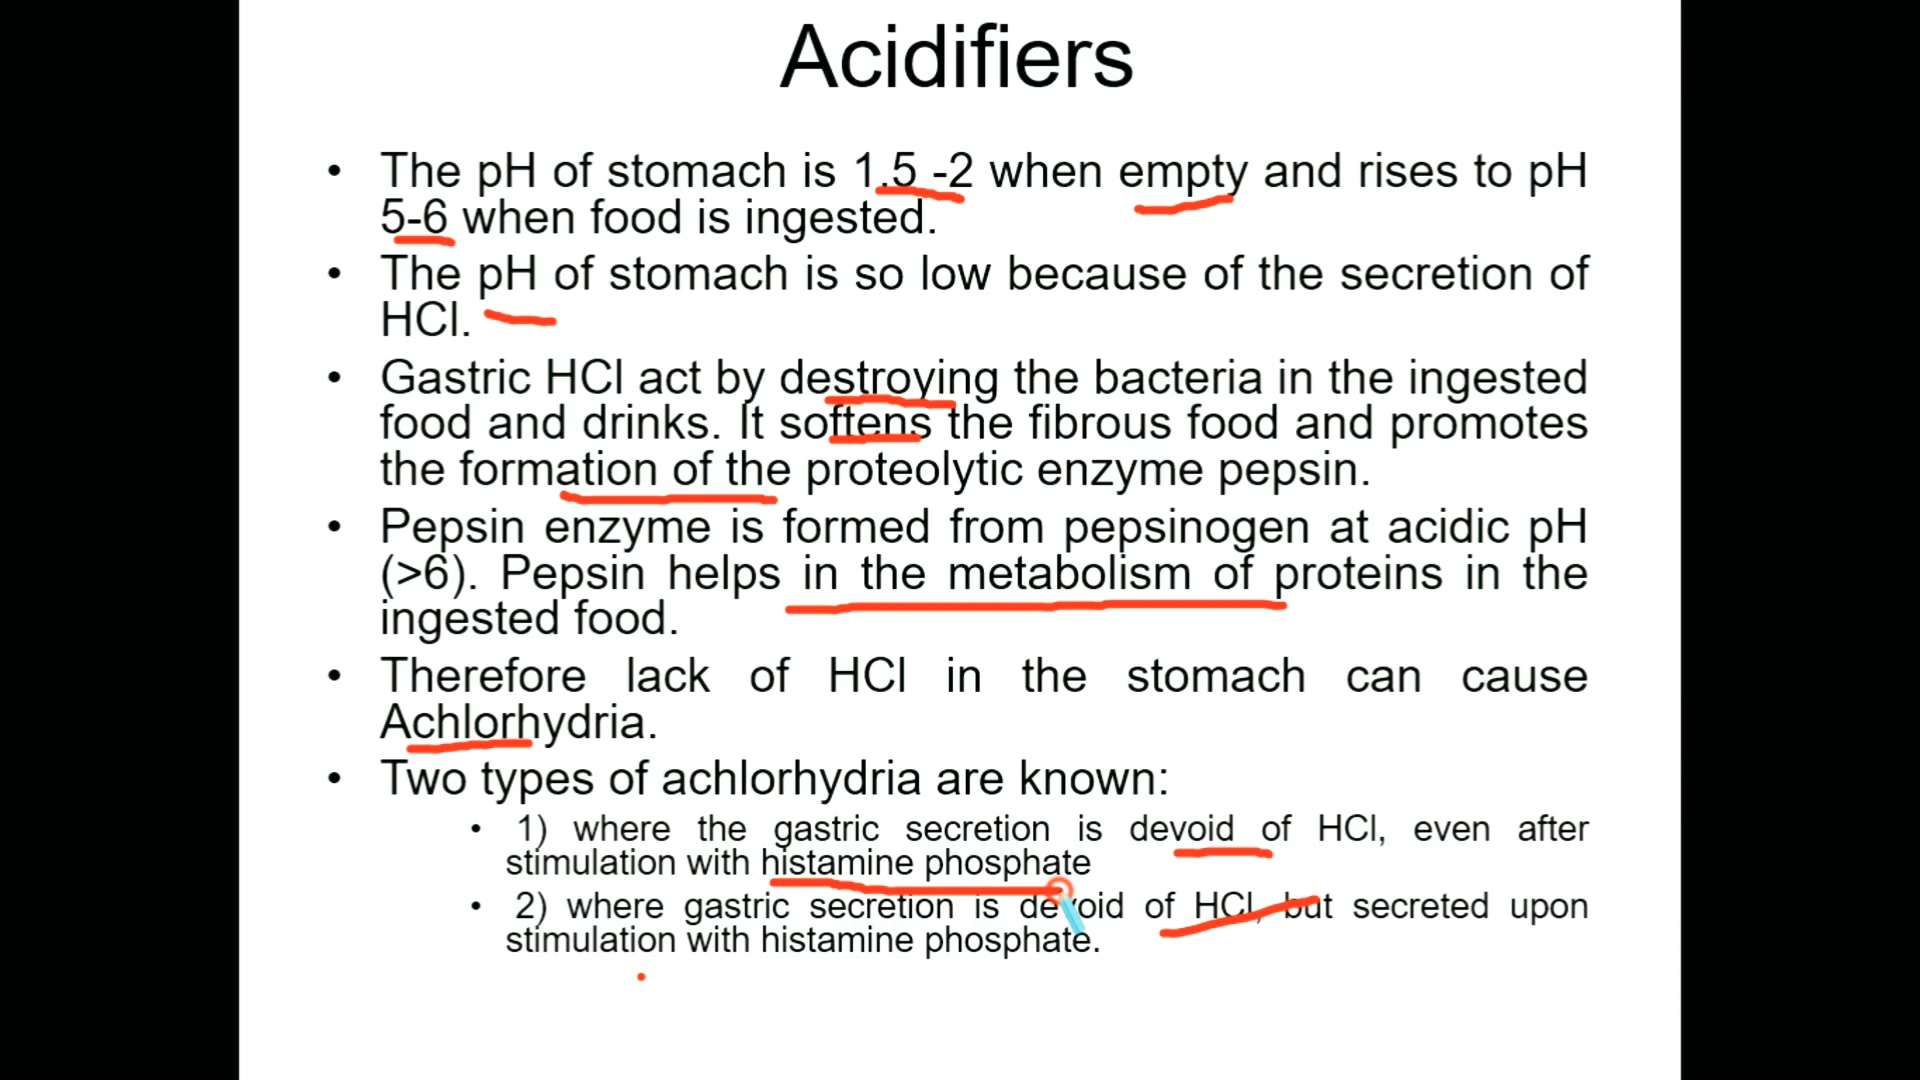 Acidifiers
• The pH of stomach is 1.5 -2 when empty and rises to pH
5-6 when food is ingested.
• The pH of stomach is so low because of the secretion of
HCl.
• Gastric HCl act by destroying the bacteria in the ingested
food and drinks. It softens the fibrous food and promotes
the formation of the proteolytic enzyme pepsin.
• Pepsin enzyme is formed from pepsinogen at acidic pH
(>6). Pepsin helps in the metabolism of proteins in the
ingested food.
• Therefore lack of HCl in the stomach can cause
Achlorhydria.
• Two types of achlorhydria are known:
• 1) where the gastric secretion is devoid of HCl, even after
stimulation with histamine phosphate
• 2) where gastric secretion is devoid of HCl, but secreted upon
stimulation with histamine phosphate.